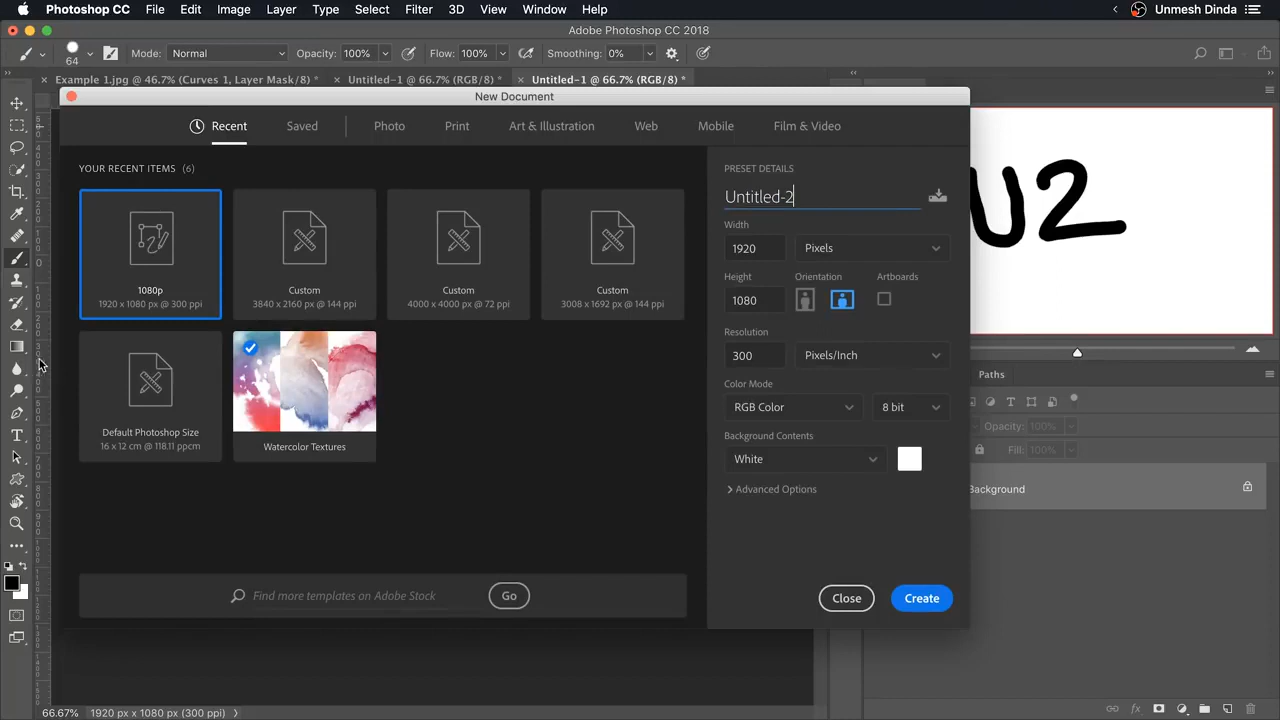 Photoshop CC File Edit Image Layer Type Select Filter 3D View Window Help Unmesh Dinda
Adobe Photoshop CC 2018
64 Mode: Normal Opacity: 100% Flow: 100% Smoothing: 0%
Example 1.jpg @ 46.7% (Curves 1, Layer Mask/8) * Untitled-1 @ 66.7% (RGB/8) * Untitled-1 @ 66.7% (RGB/8) *
New Document
Recent Saved Photo Print Art & Illustration Web Mobile Film & Video
YOUR RECENT ITEMS (6)
1080p
1920 x 1080 px @ 300 ppi
Custom
3840 x 2160 px @ 144 ppi
Custom
4000 x 4000 px @ 72 ppi
Custom
3008 x 1692 px @ 144 ppi
Default Photoshop Size
16 x 12 cm @ 118.11 ppcm
Watercolor Textures
Find more templates on Adobe Stock Go
PRESET DETAILS
Untitled-2
Width
1920 Pixels
Height Orientation Artboards
1080
Resolution
300 Pixels/Inch
Color Mode
RGB Color 8 bit
Background Contents
White
Advanced Options
Close Create
U2
Paths
Opacity: 100%
Fill: 100%
Background
66.67% 1920 px x 1080 px (300 ppi)